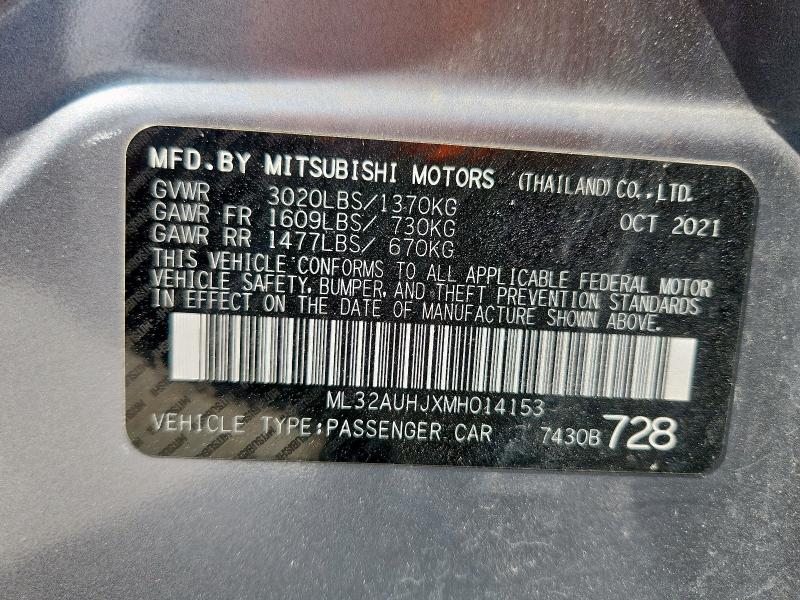 MFD.BY MITSUBISHI MOTORS (THAILAND) CO.,LTD.
GVWR 3020LBS/1370KG OCT 2021
GAWR FR 1609LBS/ 730KG
GAWR RR 1477LBS/ 670KG
THIS VEHICLE CONFORMS TO ALL APPLICABLE FEDERAL MOTOR
VEHICLE SAFETY, BUMPER, AND THEFT PREVENTION STANDARDS
IN EFFECT ON THE DATE OF MANUFACTURE SHOWN ABOVE.
ML32AUHJXMH014153
VEHICLE TYPE:PASSENGER CAR 7430B 728